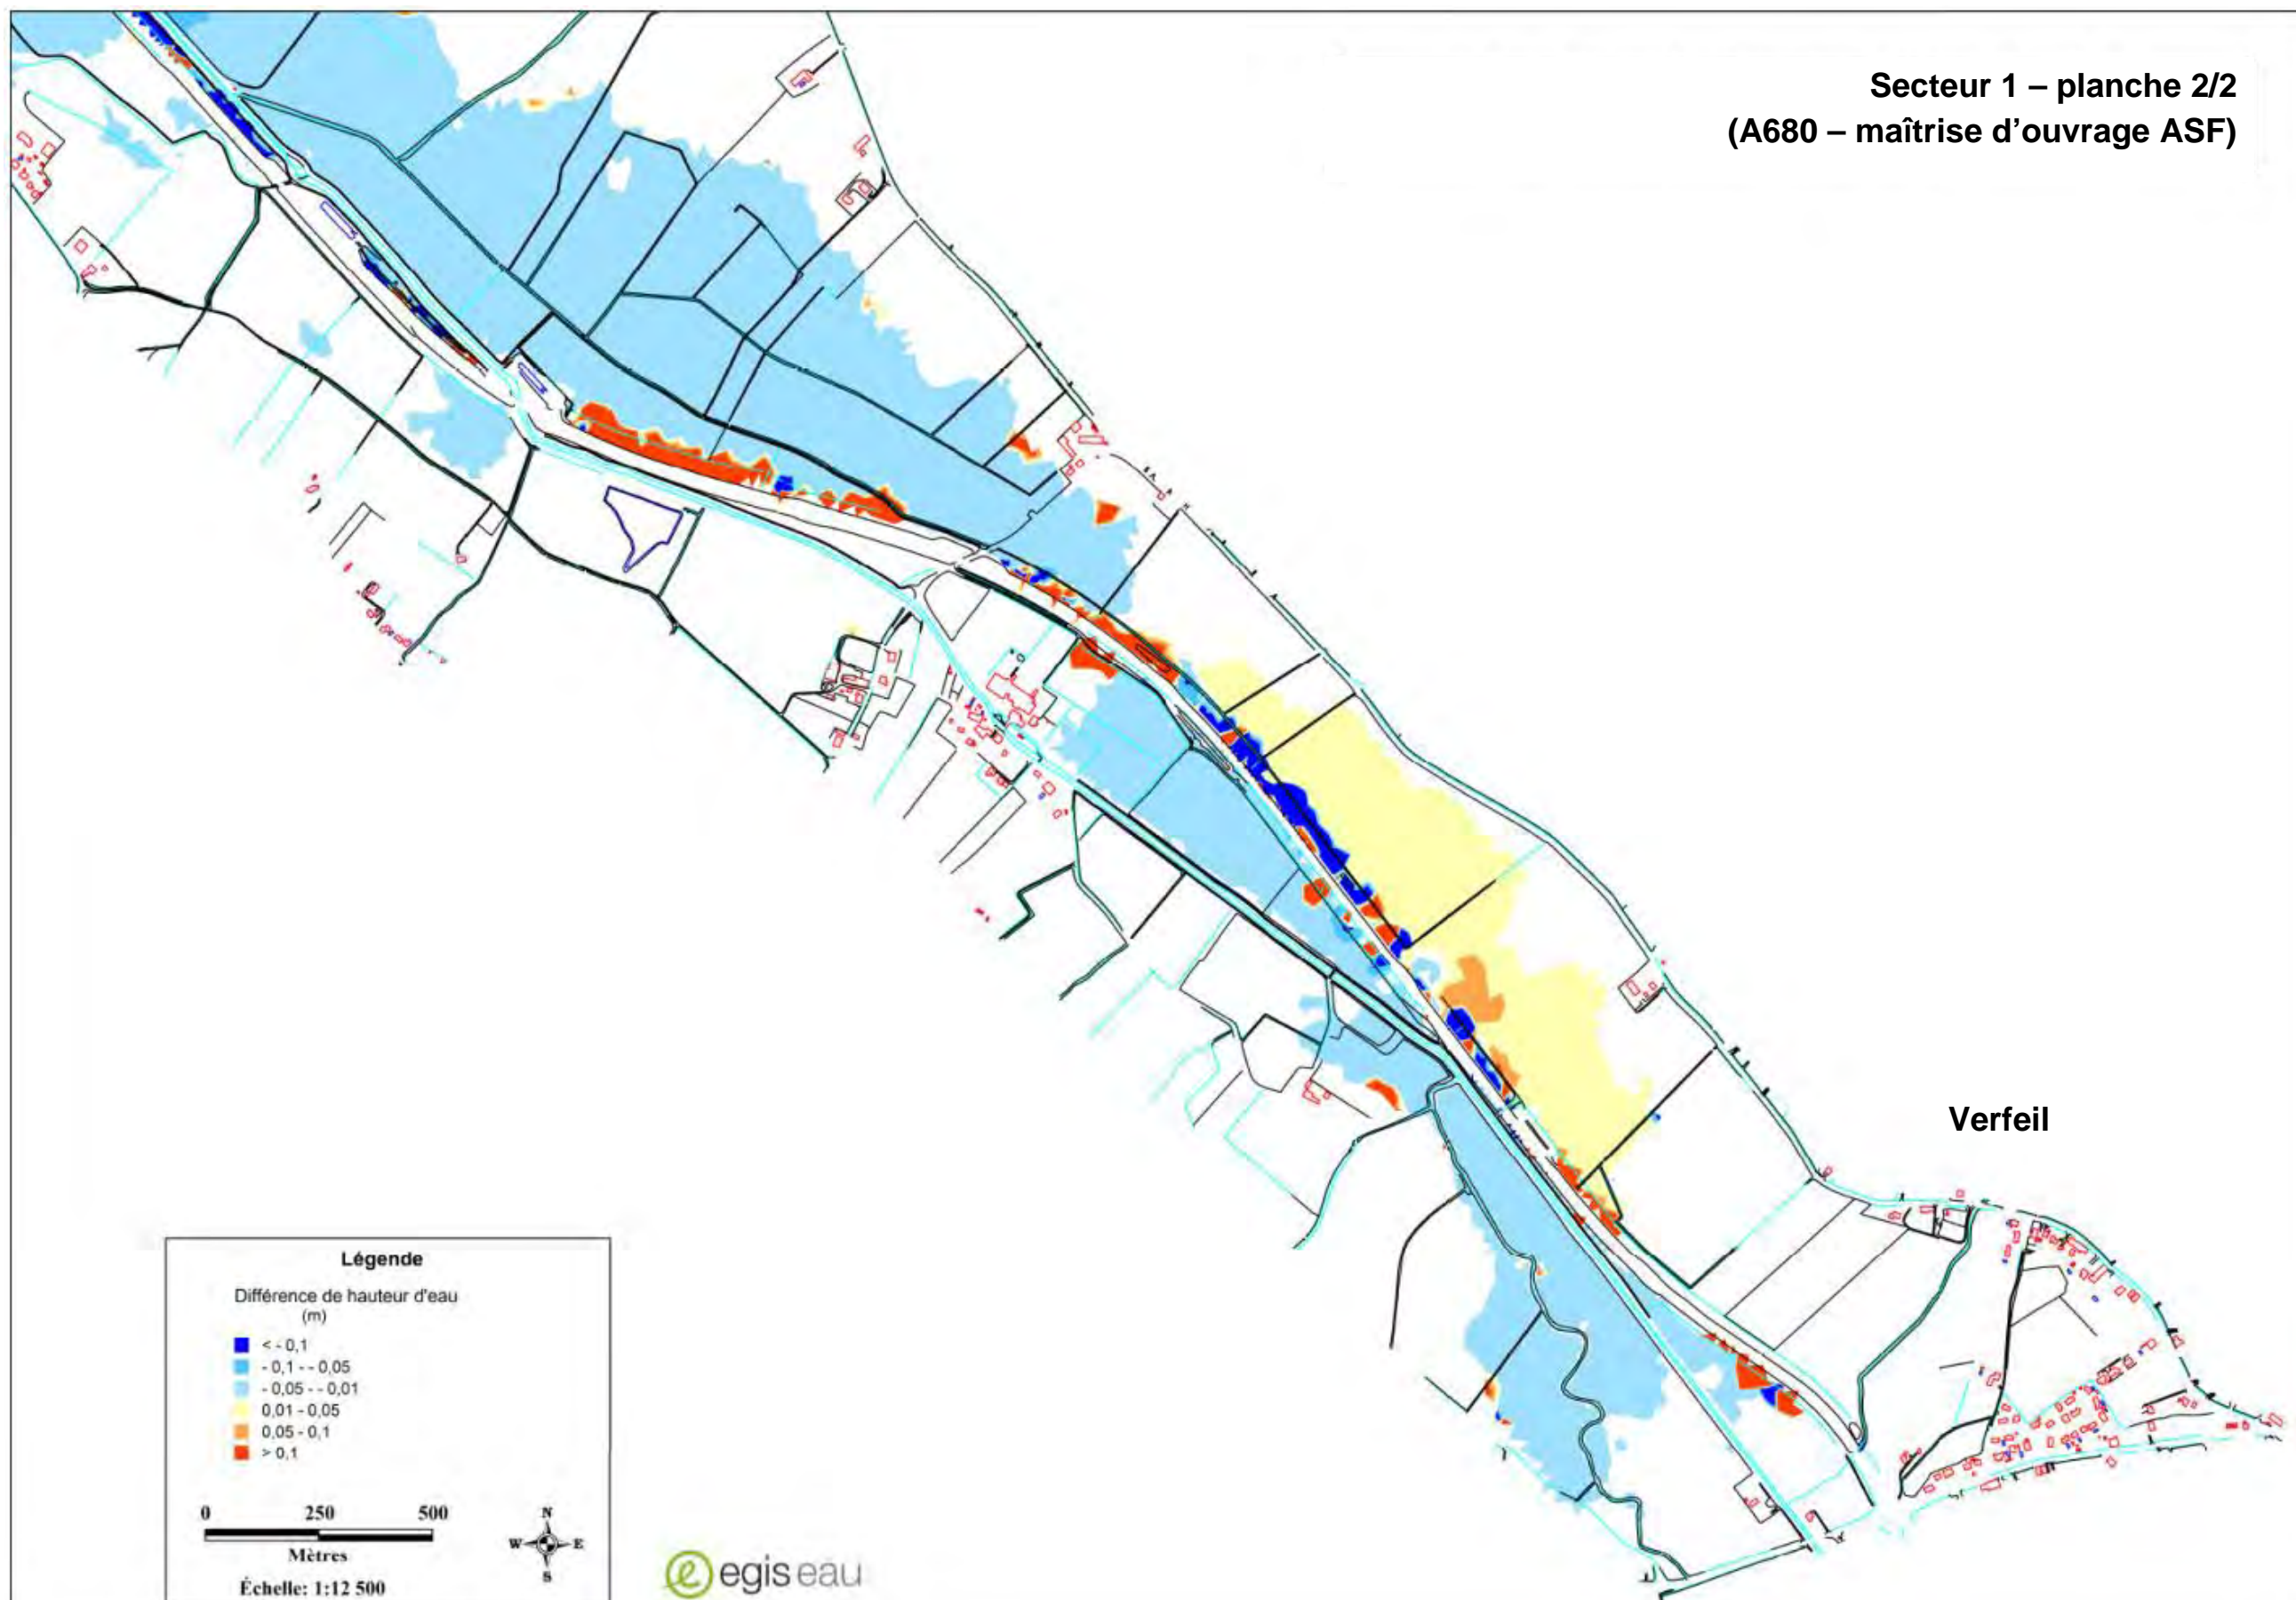 Secteur 1 – planche 2/2
(A680 – maîtrise d'ouvrage ASF)
Verfeil
Légende
Différence de hauteur d'eau
(m)
< - 0,1
- 0,1 - - 0,05
- 0,05 - - 0,01
0,01 - 0,05
0,05 - 0,1
> 0,1
0 250 500
Mètres
Échelle: 1:12 500
N
W E
S
egis eau